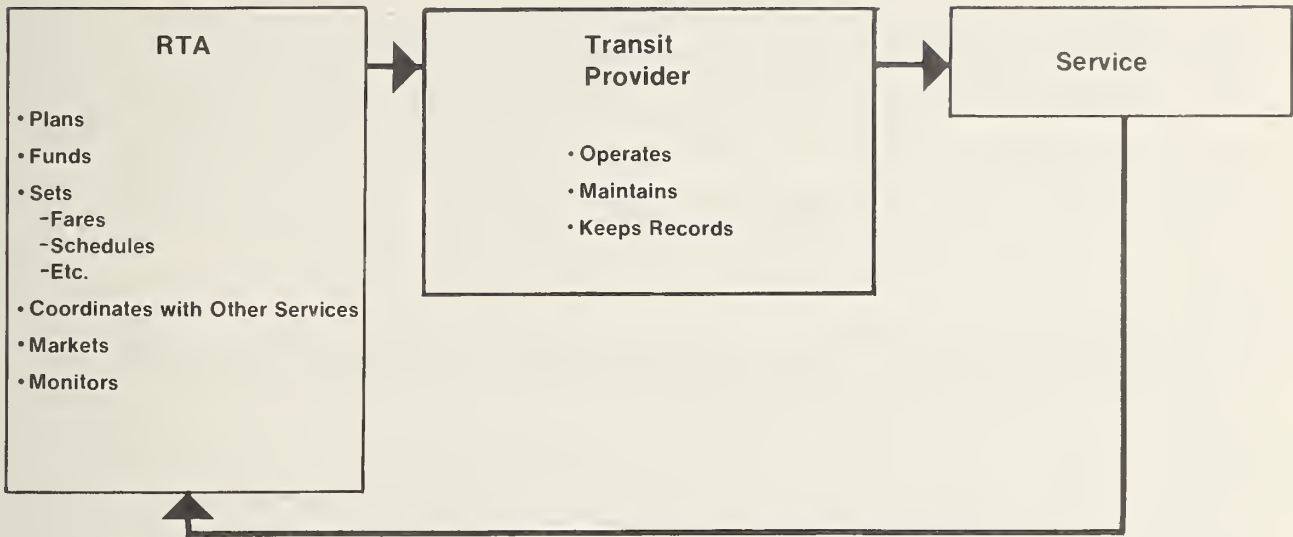 RTA
• Plans
• Funds
• Sets
-Fares
-Schedules
-Etc.
• Coordinates with Other Services
• Markets
• Monitors
Transit
Provider
• Operates
• Maintains
• Keeps Records
Service